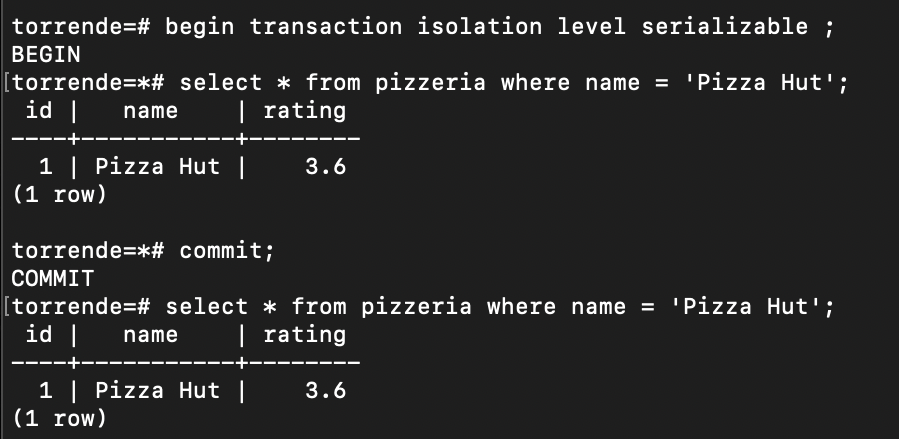 torrende=# begin transaction isolation level serializable ;
BEGIN
[torrende=*# select * from pizzeria where name = 'Pizza Hut';
 id |   name    | rating
----+-----------+--------
  1 | Pizza Hut |    3.6
(1 row)
torrende=*# commit;
COMMIT
[torrende=# select * from pizzeria where name = 'Pizza Hut';
 id |   name    | rating
----+-----------+--------
  1 | Pizza Hut |    3.6
(1 row)